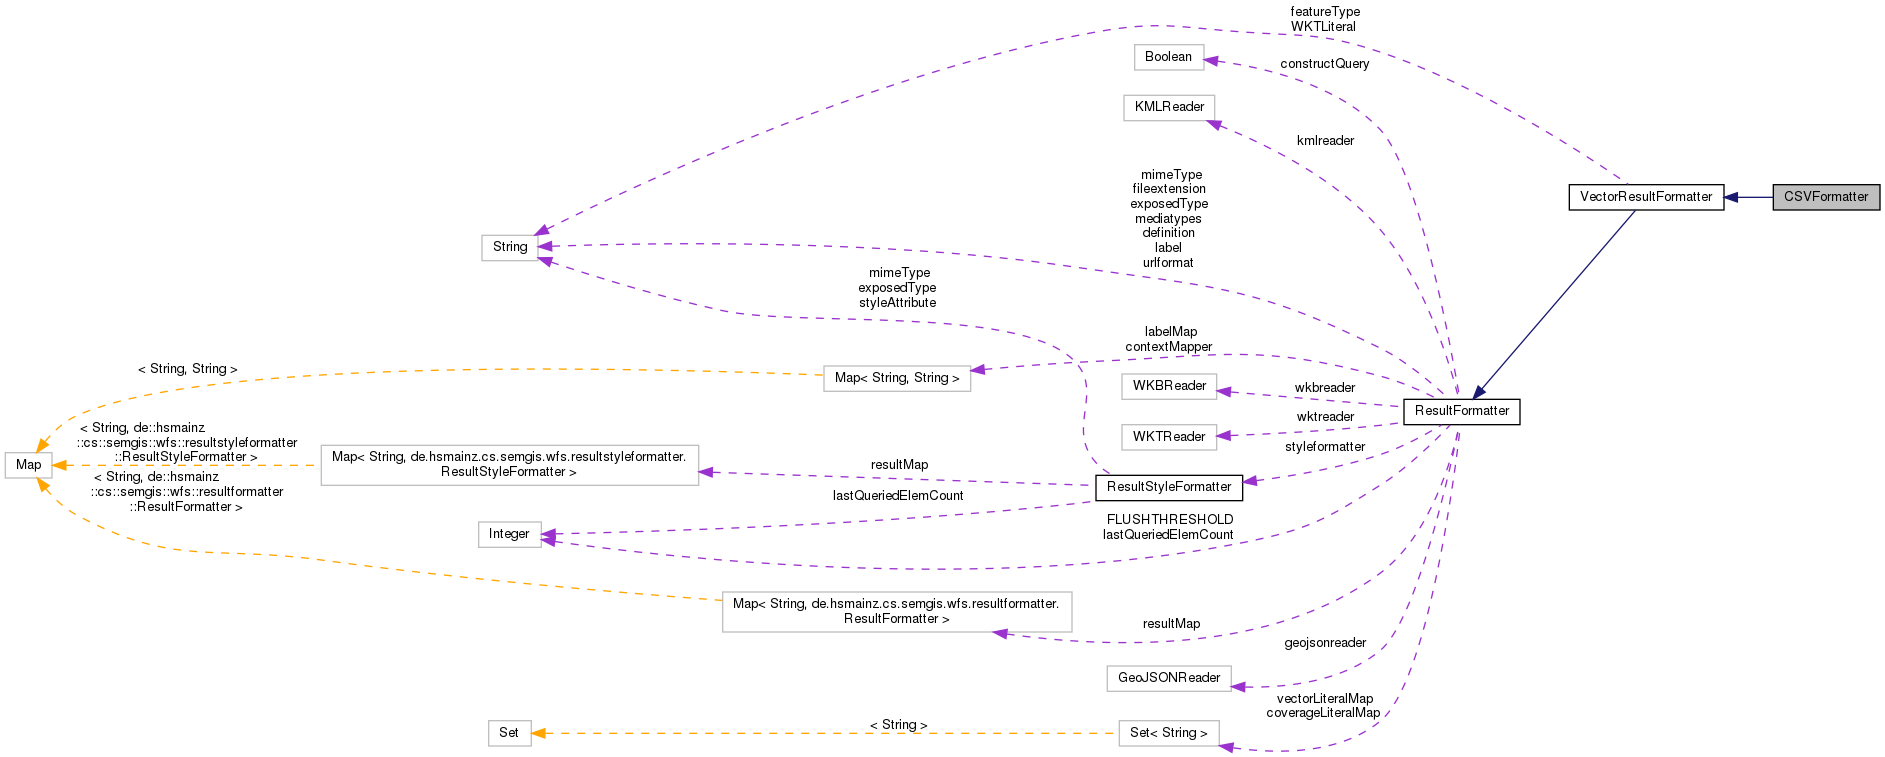 featureType
WKTLiteral
Boolean
constructQuery
KMLReader
kmlreader
mimeType
fileextension
exposedType
mediatypes
definition
label
urlformat
VectorResultFormatter
CSVFormatter
String
mimeType
exposedType
styleAttribute
labelMap
contextMapper
< String, String >
Map< String, String >
WKBReader
wkbreader
ResultFormatter
wktreader
WKTReader
styleformatter
< String, de::hsmainz
::cs::semgis::wfs::resultstyleformatter
::ResultStyleFormatter >
Map
Map< String, de.hsmainz.cs.semgis.wfs.resultstyleformatter.
ResultStyleFormatter >
resultMap
ResultStyleFormatter
< String, de::hsmainz
::cs::semgis::wfs::resultformatter
::ResultFormatter >
lastQueriedElemCount
Integer
FLUSHTHRESHOLD
lastQueriedElemCount
Map< String, de.hsmainz.cs.semgis.wfs.resultformatter.
ResultFormatter >
resultMap
geojsonreader
GeoJSONReader
vectorLiteralMap
coverageLiteralMap
Set
< String >
Set< String >